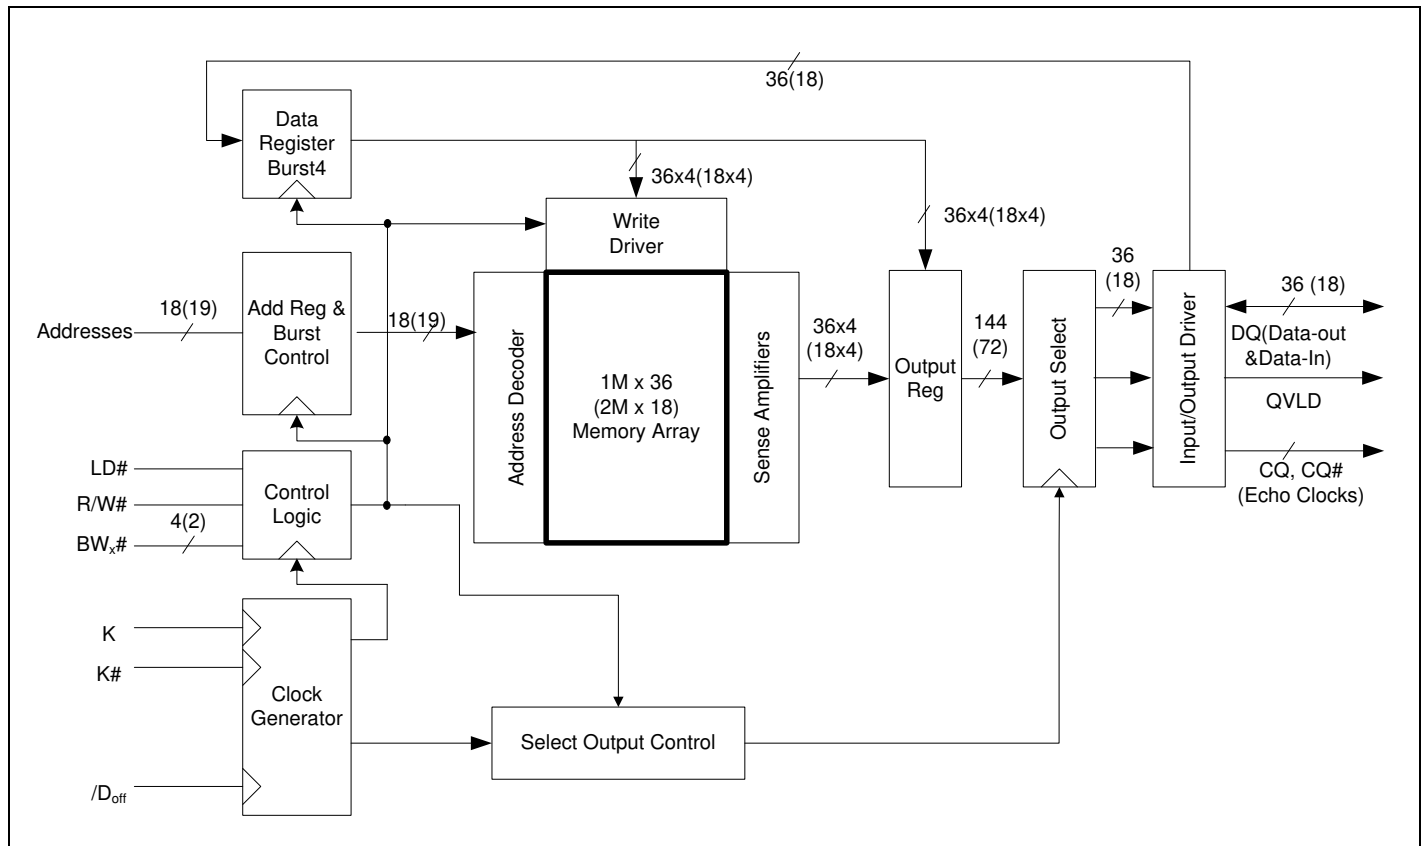 36(18)
Data
Register
Burst4
36x4(18x4)
36x4(18x4)
Write
Driver
Addresses
18(19)
Add Reg &
Burst
Control
18(19)
Address Decoder
1M x 36
(2M x 18)
Memory Array
Sense Amplifiers
36x4
(18x4)
Output
Reg
144
(72)
Output Select
36
(18)
Input/Output Driver
36 (18)
DQ(Data-out
&Data-In)
QVLD
CQ, CQ#
(Echo Clocks)
LD#
R/W#
BWx#
4(2)
Control
Logic
K
K#
/Doff
Clock
Generator
Select Output Control